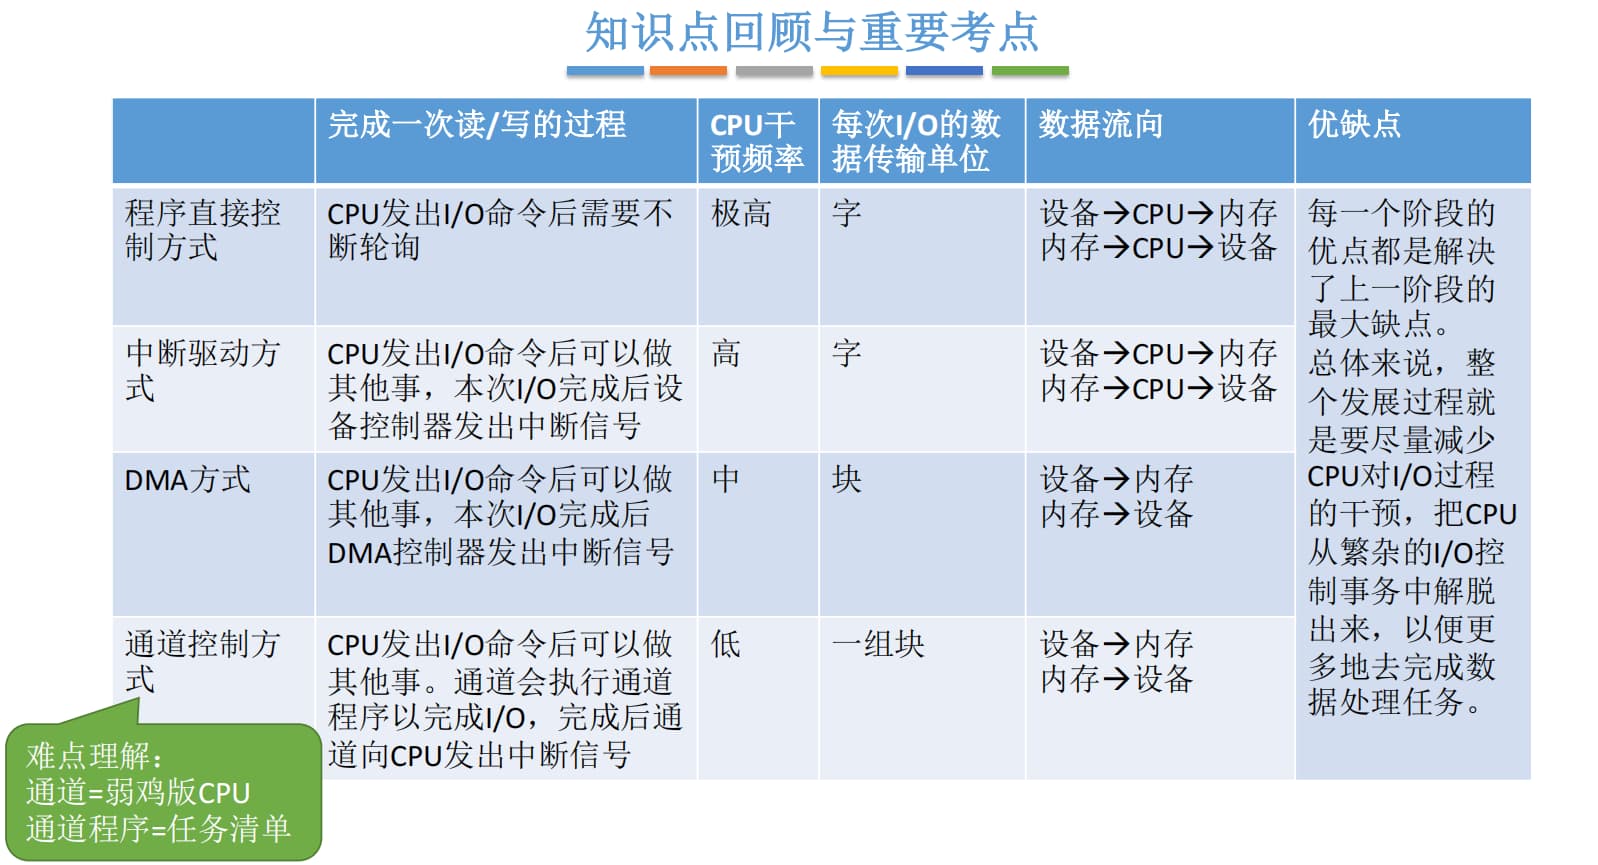 知识点回顾与重要考点
完成一次读/写的过程
CPU干
预频率
每次I/O的数
据传输单位
数据流向
优缺点
程序直接控
制方式
CPU发出I/O命令后需要不
断轮询
极高
字
设备→CPU→内存
内存→CPU→设备
每一个阶段的
优点都是解决
了上一阶段的
最大缺点。
总体来说，整
个发展过程就
是要尽量减少
CPU对I/O过程
的干预，把CPU
从繁杂的I/O控
制事务中解脱
出来，以便更
多地去完成数
据处理任务。
中断驱动方
式
CPU发出I/O命令后可以做
其他事，本次I/O完成后设
备控制器发出中断信号
高
字
设备→CPU→内存
内存→CPU→设备
DMA方式
CPU发出I/O命令后可以做
其他事，本次I/O完成后
DMA控制器发出中断信号
中
块
设备→内存
内存→设备
通道控制方
式
CPU发出I/O命令后可以做
其他事。通道会执行通道
程序以完成I/O，完成后通
道向CPU发出中断信号
低
一组块
设备→内存
内存→设备
难点理解：
通道=弱鸡版CPU
通道程序=任务清单